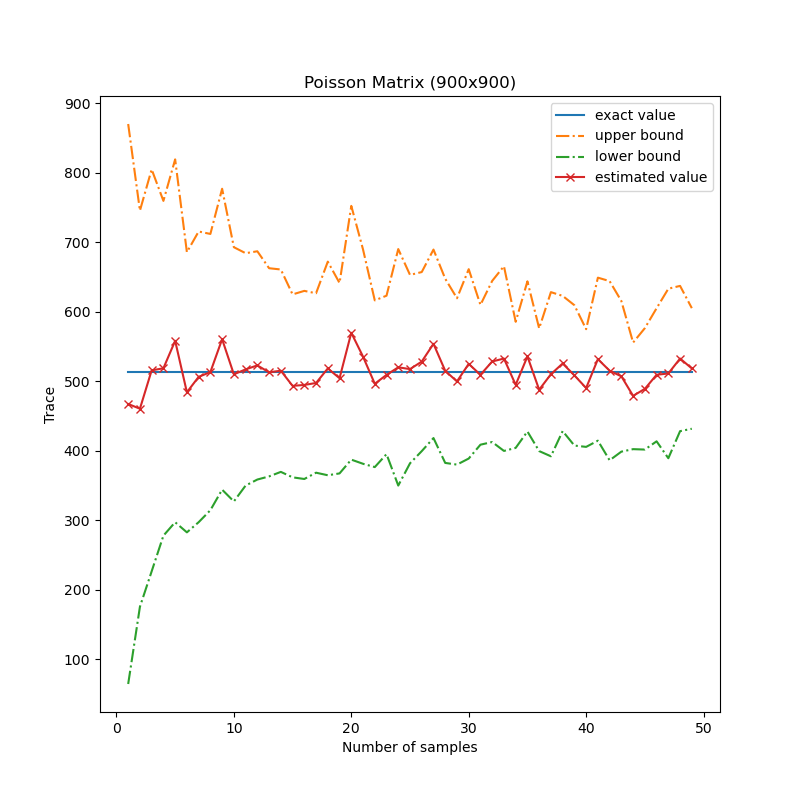 Poisson Matrix (900x900)
exact value
upper bound
lower bound
estimated value
900
800
700
600
500
400
300
200
100
Trace
0 10 20 30 40 50
Number of samples